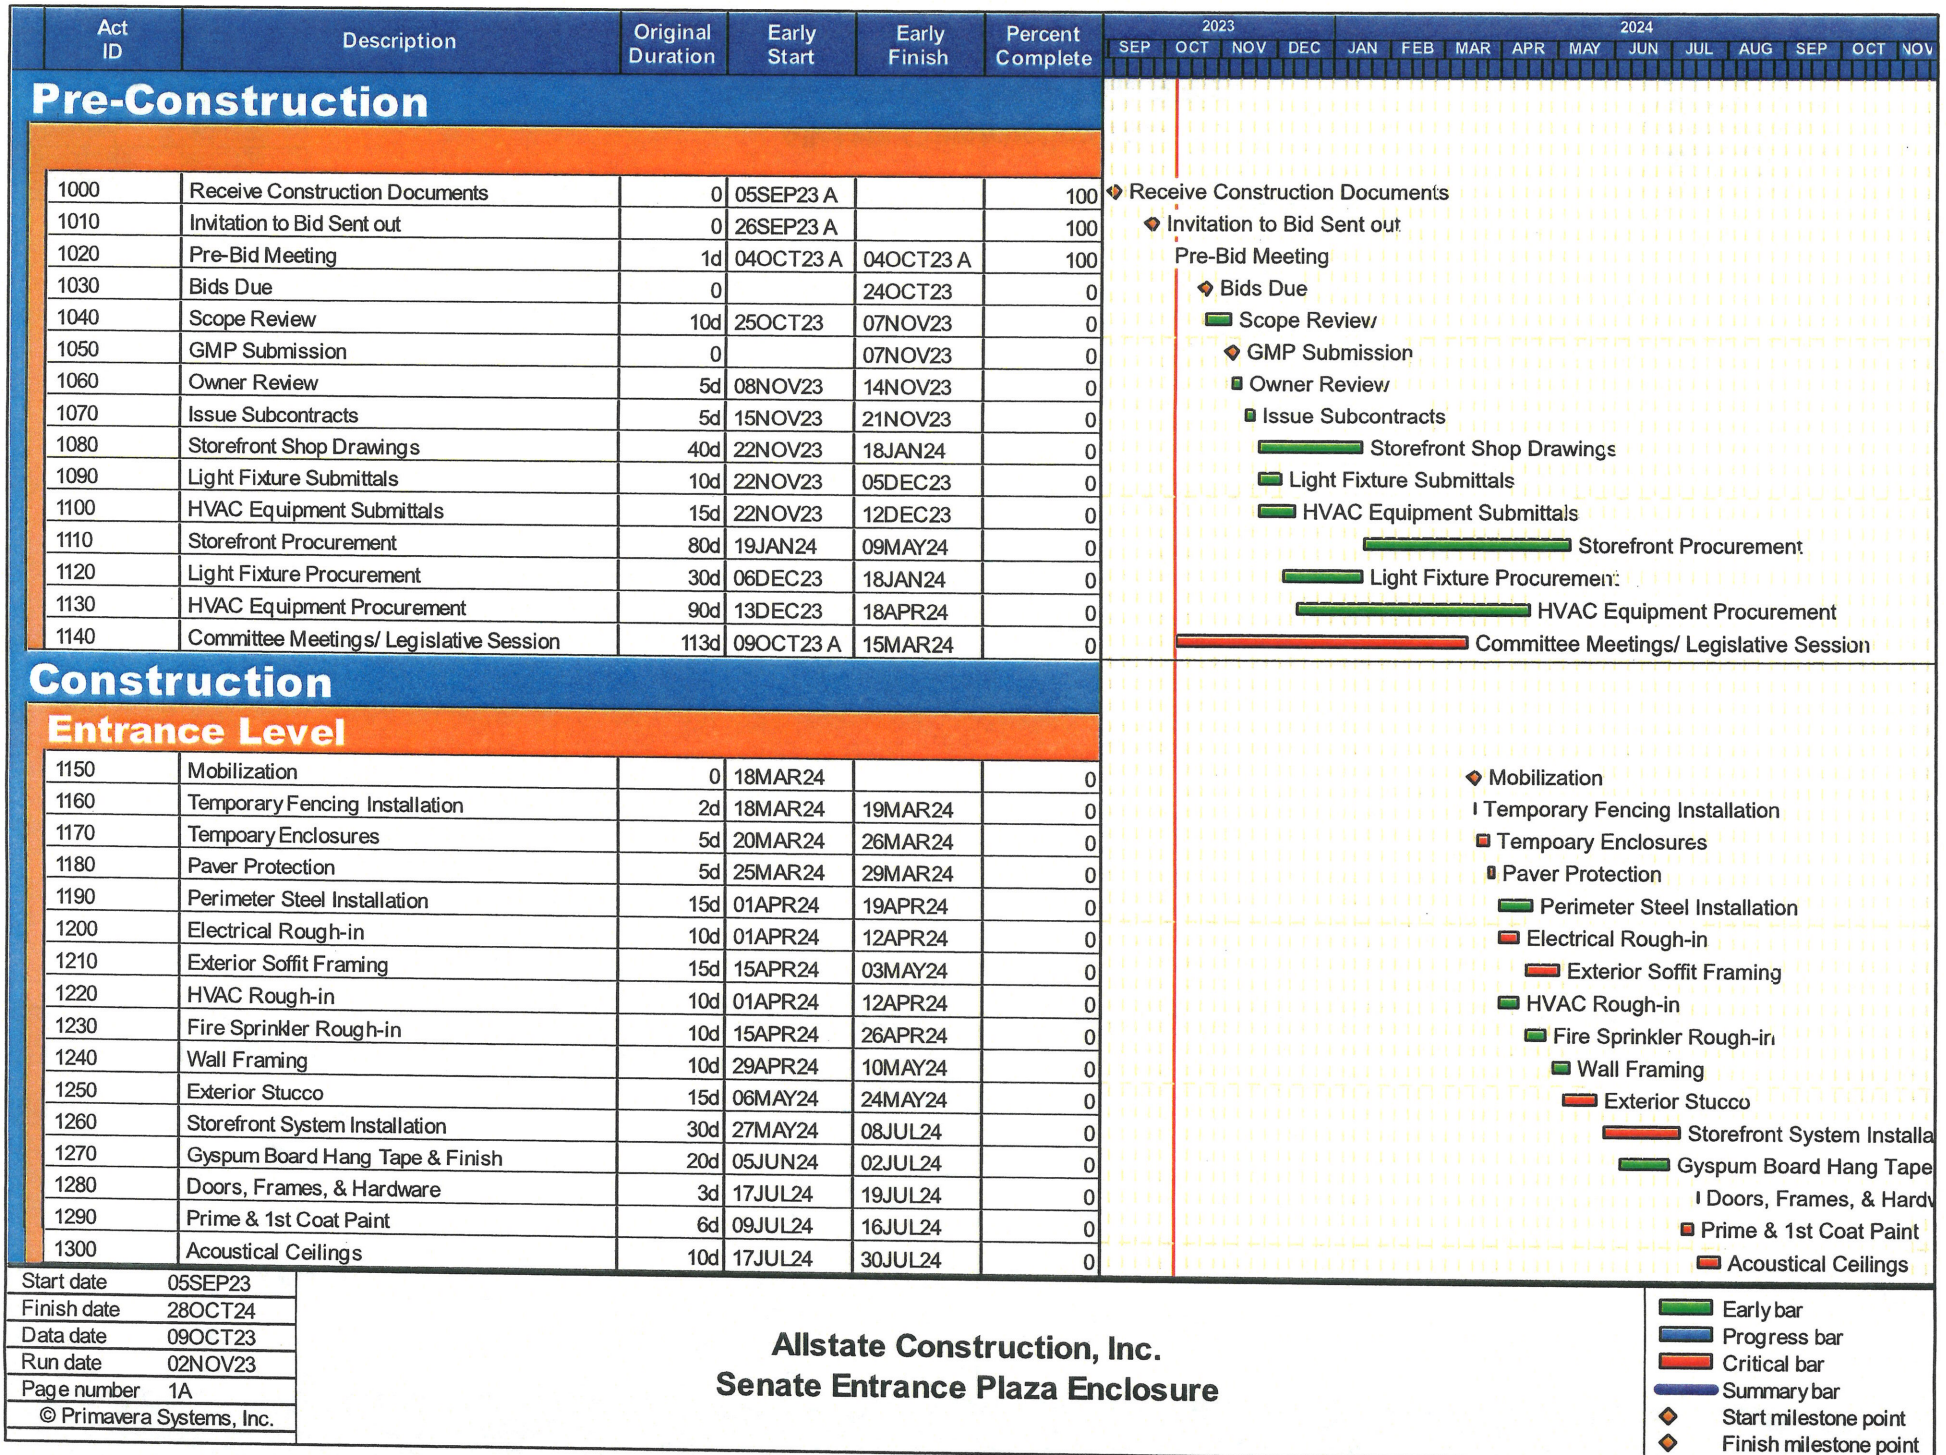 Act ID Description Original Duration Early Start Early Finish Percent Complete 2023 2024
SEP OCT NOV DEC JAN FEB MAR APR MAY JUN JUL AUG SEP OCT NOV
Pre-Construction
1000 Receive Construction Documents 0 05SEP23 A 100 Receive Construction Documents
1010 Invitation to Bid Sent out 0 26SEP23 A 100 Invitation to Bid Sent out
1020 Pre-Bid Meeting 1d 04OCT23 A 04OCT23 A 100 Pre-Bid Meeting
1030 Bids Due 0 24OCT23 0 Bids Due
1040 Scope Review 10d 25OCT23 07NOV23 0 Scope Review
1050 GMP Submission 0 07NOV23 0 GMP Submission
1060 Owner Review 5d 08NOV23 14NOV23 0 Owner Review
1070 Issue Subcontracts 5d 15NOV23 21NOV23 0 Issue Subcontracts
1080 Storefront Shop Drawings 40d 22NOV23 18JAN24 0 Storefront Shop Drawings
1090 Light Fixture Submittals 10d 22NOV23 05DEC23 0 Light Fixture Submittals
1100 HVAC Equipment Submittals 15d 22NOV23 12DEC23 0 HVAC Equipment Submittals
1110 Storefront Procurement 80d 19JAN24 09MAY24 0 Storefront Procurement
1120 Light Fixture Procurement 30d 06DEC23 18JAN24 0 Light Fixture Procurement
1130 HVAC Equipment Procurement 90d 13DEC23 18APR24 0 HVAC Equipment Procurement
1140 Committee Meetings/ Legislative Session 113d 09OCT23 A 15MAR24 0 Committee Meetings/ Legislative Session
Construction
Entrance Level
1150 Mobilization 0 18MAR24 0 Mobilization
1160 Temporary Fencing Installation 2d 18MAR24 19MAR24 0 Temporary Fencing Installation
1170 Tempoary Enclosures 5d 20MAR24 26MAR24 0 Tempoary Enclosures
1180 Paver Protection 5d 25MAR24 29MAR24 0 Paver Protection
1190 Perimeter Steel Installation 15d 01APR24 19APR24 0 Perimeter Steel Installation
1200 Electrical Rough-in 10d 01APR24 12APR24 0 Electrical Rough-in
1210 Exterior Soffit Framing 15d 15APR24 03MAY24 0 Exterior Soffit Framing
1220 HVAC Rough-in 10d 01APR24 12APR24 0 HVAC Rough-in
1230 Fire Sprinkler Rough-in 10d 15APR24 26APR24 0 Fire Sprinkler Rough-in
1240 Wall Framing 10d 29APR24 10MAY24 0 Wall Framing
1250 Exterior Stucco 15d 06MAY24 24MAY24 0 Exterior Stucco
1260 Storefront System Installation 30d 27MAY24 08JUL24 0 Storefront System Installa
1270 Gyspum Board Hang Tape & Finish 20d 05JUN24 02JUL24 0 Gyspum Board Hang Tape
1280 Doors, Frames, & Hardware 3d 17JUL24 19JUL24 0 Doors, Frames, & Hardw
1290 Prime & 1st Coat Paint 6d 09JUL24 16JUL24 0 Prime & 1st Coat Paint
1300 Acoustical Ceilings 10d 17JUL24 30JUL24 0 Acoustical Ceilings
Start date 05SEP23
Finish date 28OCT24
Data date 09OCT23
Run date 02NOV23
Page number 1A
© Primavera Systems, Inc.
Allstate Construction, Inc.
Senate Entrance Plaza Enclosure
Early bar
Progress bar
Critical bar
Summary bar
Start milestone point
Finish milestone point